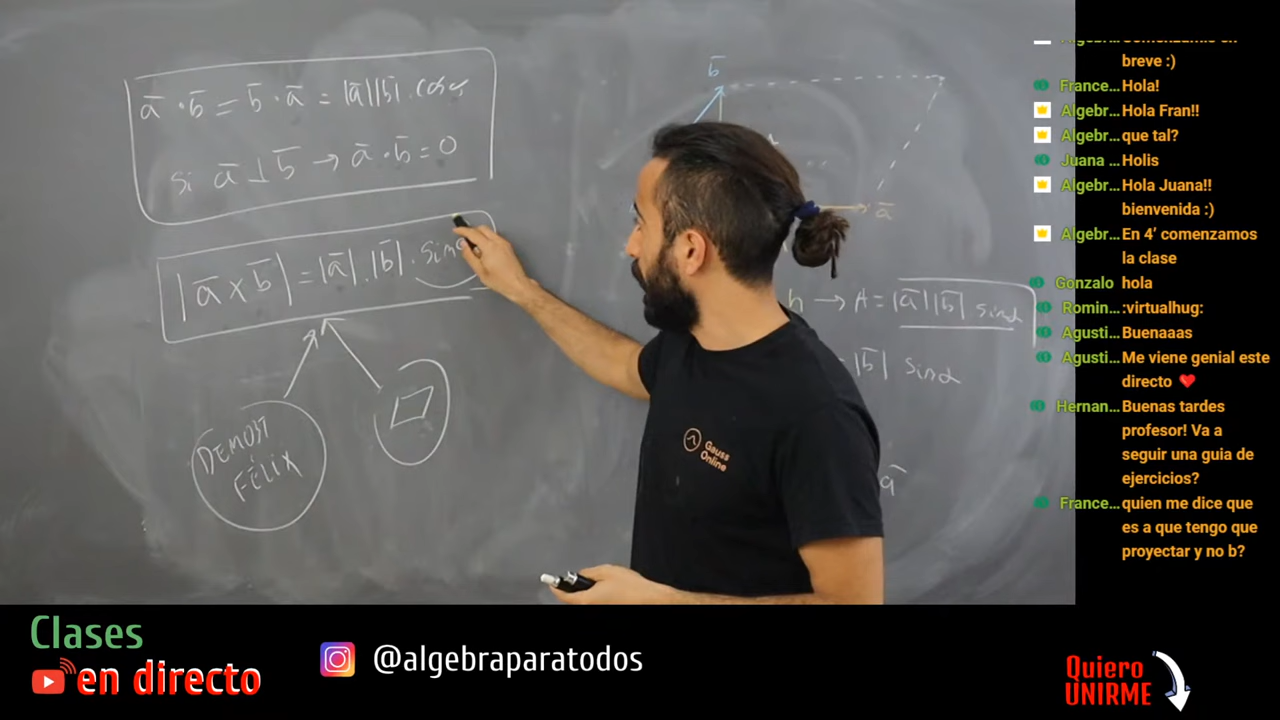 a̅ · b̅ = b̅ · a̅ = |a̅||b̅| · cosα
Si a̅ ⊥ b̅ → a̅ · b̅ = 0
|a̅ x b̅| = |a̅| . |b̅| · sin
DEMOST
FÉLIX
b̅
a̅
h → A = |a̅||b̅| sinα
= |b̅| sinα
a̅
Gauss
Online
breve :)
France... Hola!
Algebr... Hola Fran!!
Algebr... que tal?
Juana ... Holis
Algebr... Hola Juana!!
bienvenida :)
Algebr... En 4' comenzamos
la clase
Gonzalo hola
Romin... :virtualhug:
Agusti... Buenaaas
Agusti... Me viene genial este
directo ❤️
Hernan... Buenas tardes
profesor! Va a
seguir una guia de
ejercicios?
France... quien me dice que
es a que tengo que
proyectar y no b?
Clases
en directo
@algebraparatodos
Quiero
UNIRME